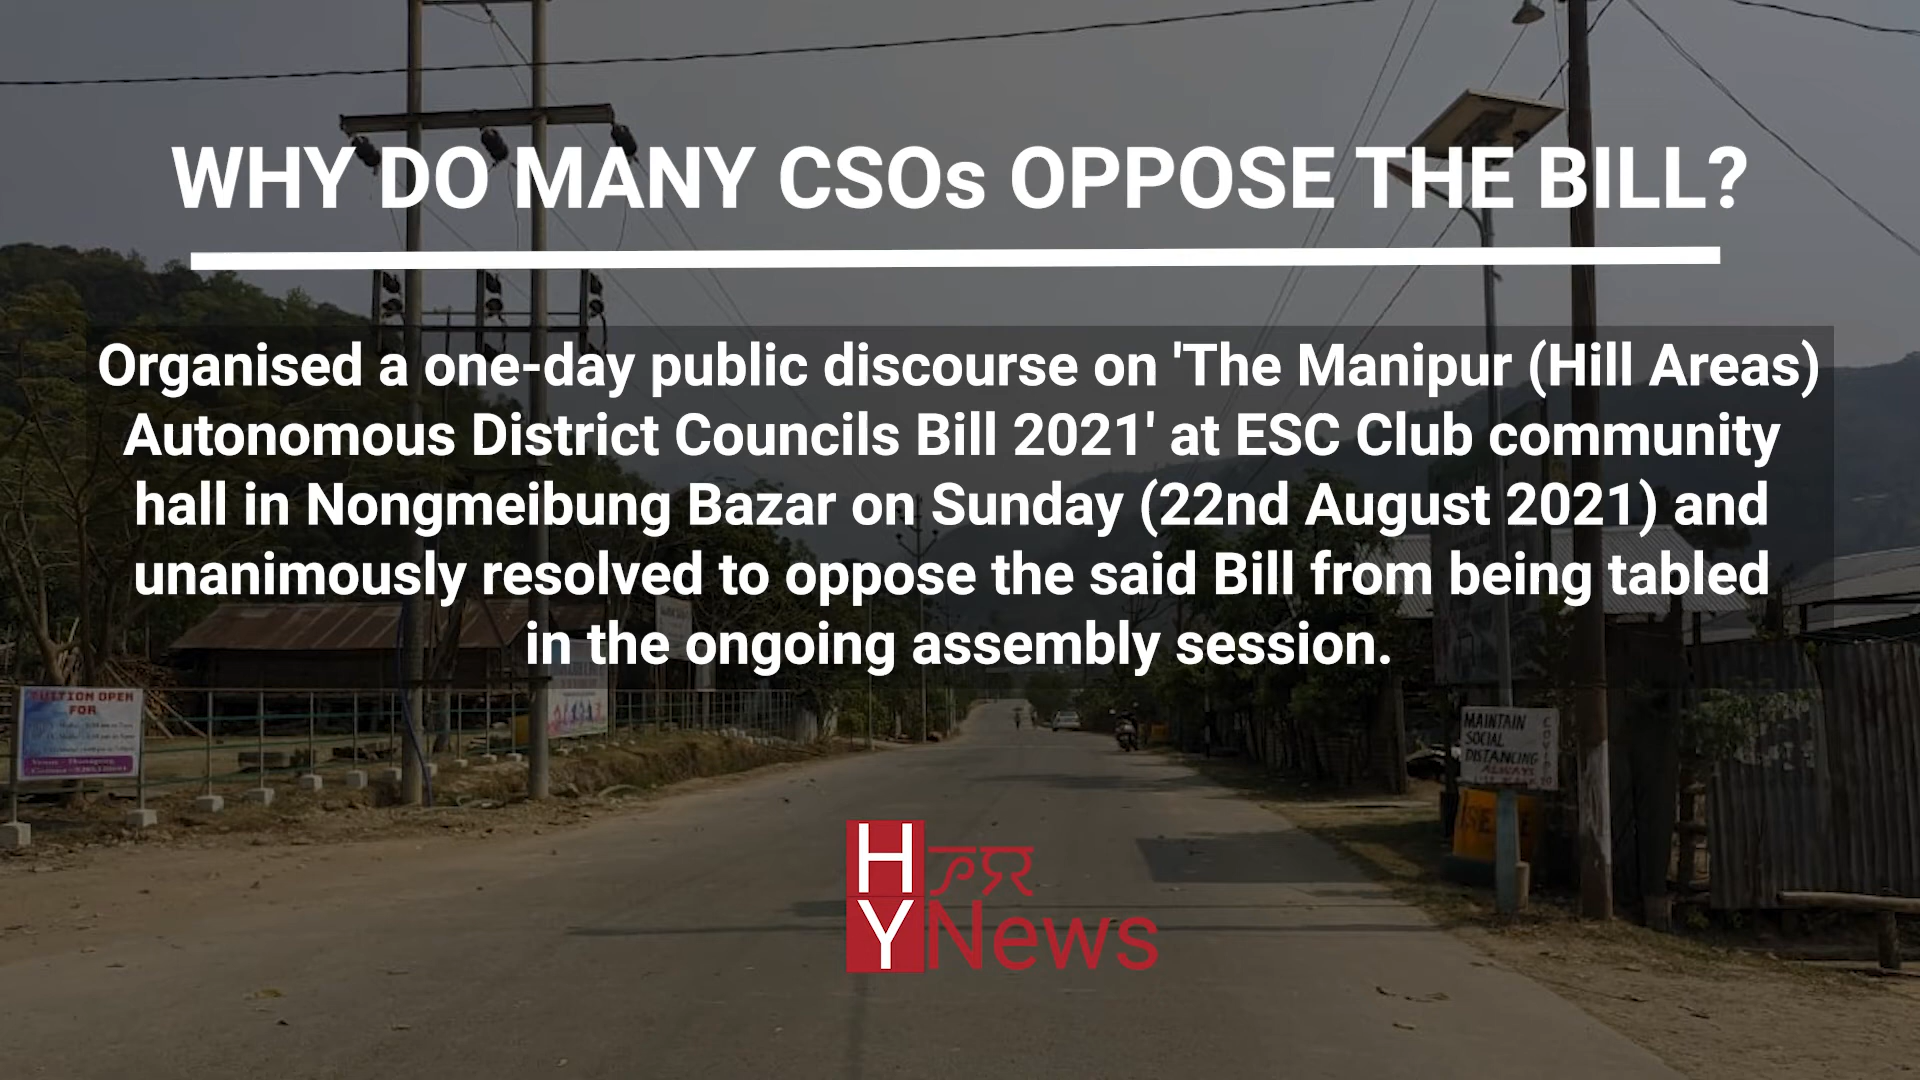 WHY DO MANY CSOs OPPOSE THE BILL?
Organised a one-day public discourse on 'The Manipur (Hill Areas)
Autonomous District Councils Bill 2021' at ESC Club community
hall in Nongmeibung Bazar on Sunday (22nd August 2021) and
unanimously resolved to oppose the said Bill from being tabled
in the ongoing assembly session.
TUITION OPEN
FOR
MAINTAIN
SOCIAL
DISTANCING
ALWAYS
H
Y News